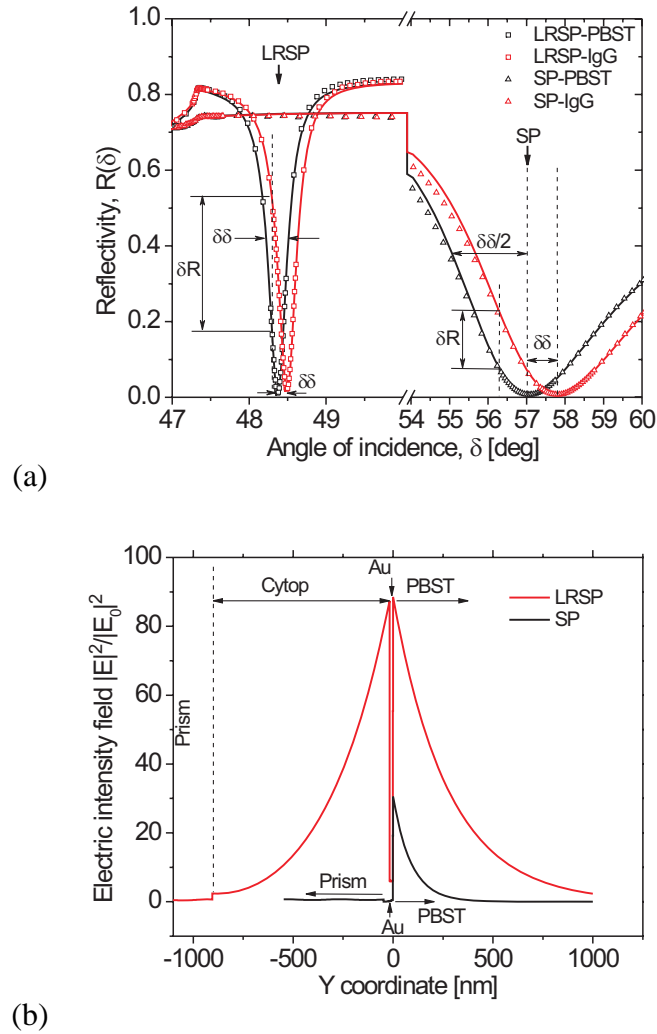 LRSP
LRSP-PBST
LRSP-IgG
SP-PBST
SP-IgG
SP
1.0
0.8
0.6
0.4
0.2
0.0
Reflectivity, R(δ)
δR
δδ
δδ
δδ/2
δR
δδ
47 48 49 54 55 56 57 58 59 60
Angle of incidence, δ [deg]
(a)
100
80
60
40
20
0
Electric intensity field |E|²/|E₀|²
Prism
Cytop
Au
PBST
LRSP
SP
Prism
Au
PBST
-1000 -500 0 500 1000
Y coordinate [nm]
(b)